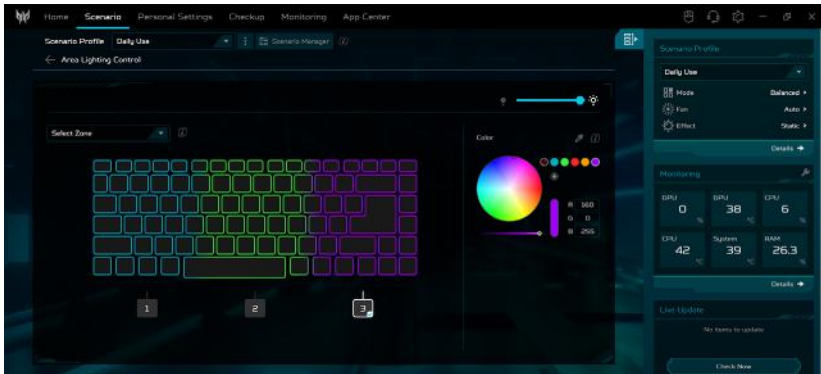 Home Scenario Personal Settings Checkup Monitoring App Center
Scenario Profile Daily Use Scenario Manager
Area Lighting Control
Select Zone
Color
R 160
G 0
B 255
1 2 3
Scenario Profile
Daily Use
Mode Balanced
Fan Auto
Effect Static
Details
Monitoring
GPU GPU CPU
0 % 38 °C 6 %
CPU System RAM
42 °C 39 °C 26.3 %
Details
Live Update
No items to update
Check Now